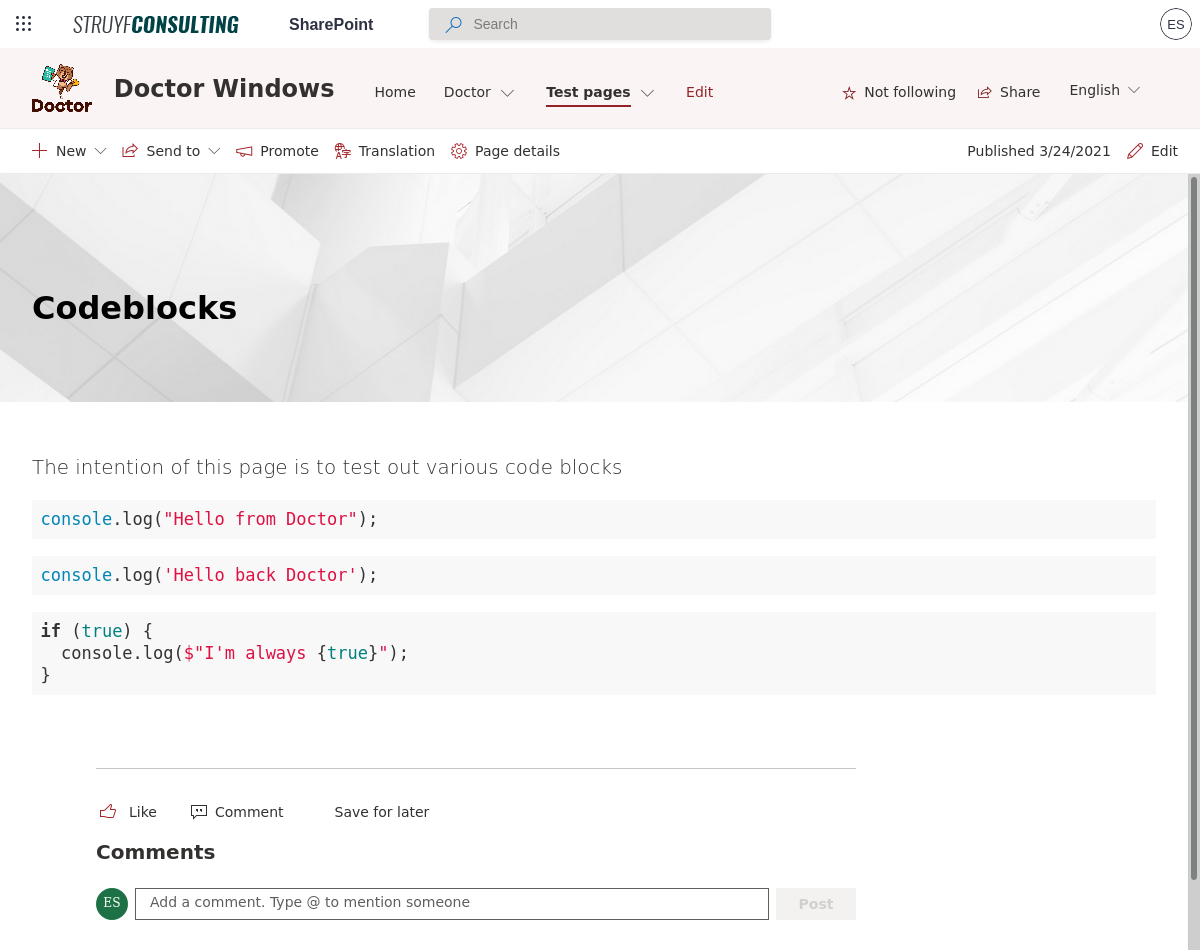 STRUYFCONSULTING
SharePoint
Search
ES
Doctor
Doctor Windows
Home
Doctor
Test pages
Edit
Not following
Share
English
New
Send to
Promote
Translation
Page details
Published 3/24/2021
Edit
Codeblocks
The intention of this page is to test out various code blocks
console.log("Hello from Doctor");
console.log('Hello back Doctor');
if (true) {
  console.log($"I'm always {true}");
}
Like
Comment
Save for later
Comments
ES
Add a comment. Type @ to mention someone
Post